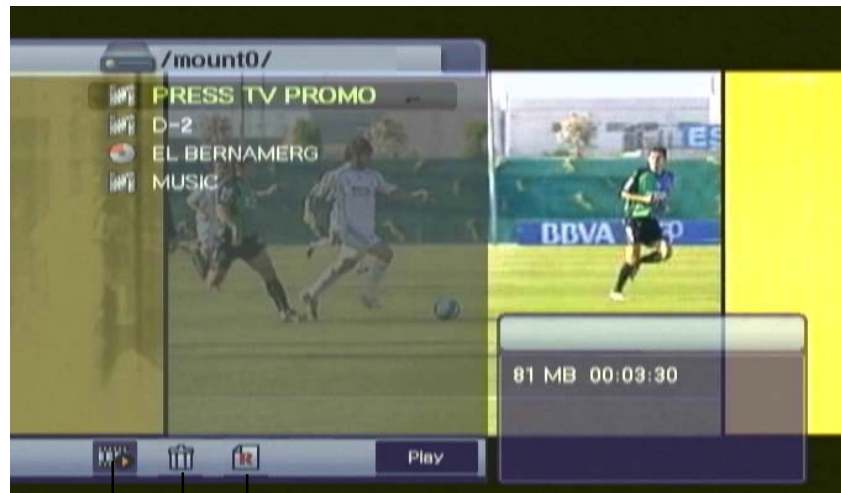 /mount0/
PRESS TV PROMO
D-2
EL BERNAMERG
MUSIC
BBVA
81 MB 00:03:30
R
Play